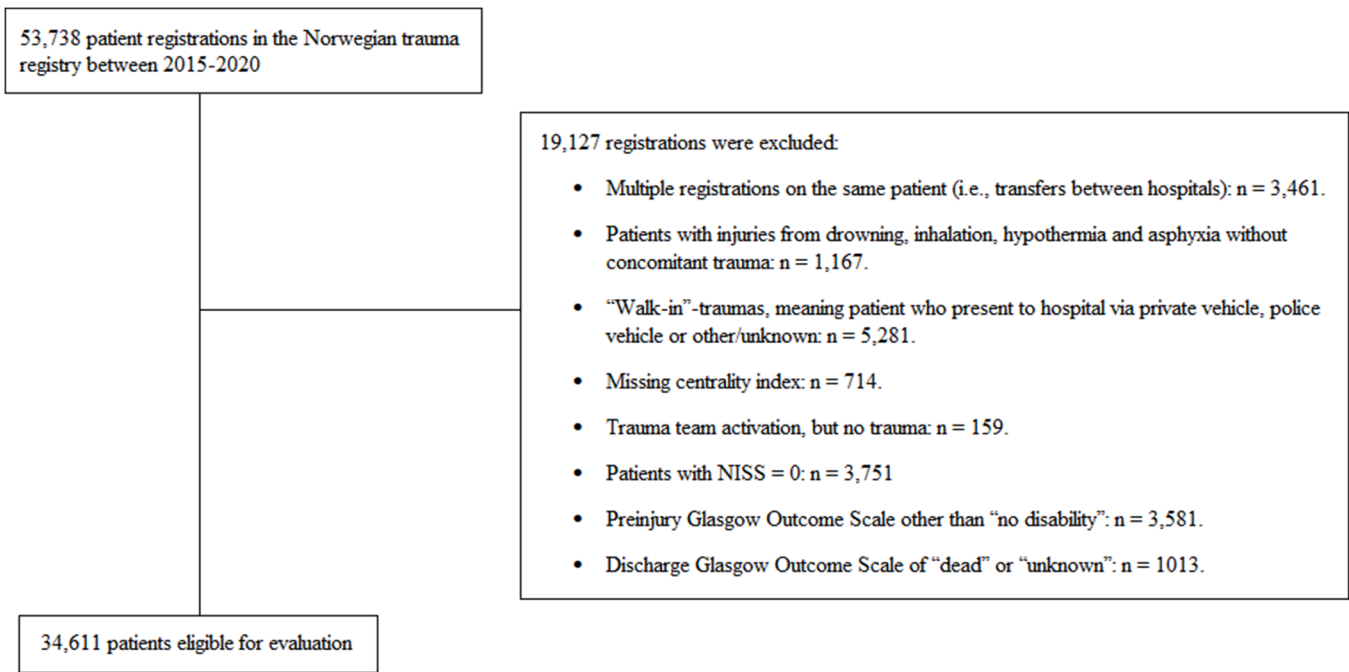 53,738 patient registrations in the Norwegian trauma
registry between 2015-2020
19,127 registrations were excluded:
• Multiple registrations on the same patient (i.e., transfers between hospitals): n = 3,461.
• Patients with injuries from drowning, inhalation, hypothermia and asphyxia without
concomitant trauma: n = 1,167.
• “Walk-in”-traumas, meaning patient who present to hospital via private vehicle, police
vehicle or other/unknown: n = 5,281.
• Missing centrality index: n = 714.
• Trauma team activation, but no trauma: n = 159.
• Patients with NISS = 0: n = 3,751
• Preinjury Glasgow Outcome Scale other than “no disability”: n = 3,581.
• Discharge Glasgow Outcome Scale of “dead” or “unknown”: n = 1013.
34,611 patients eligible for evaluation